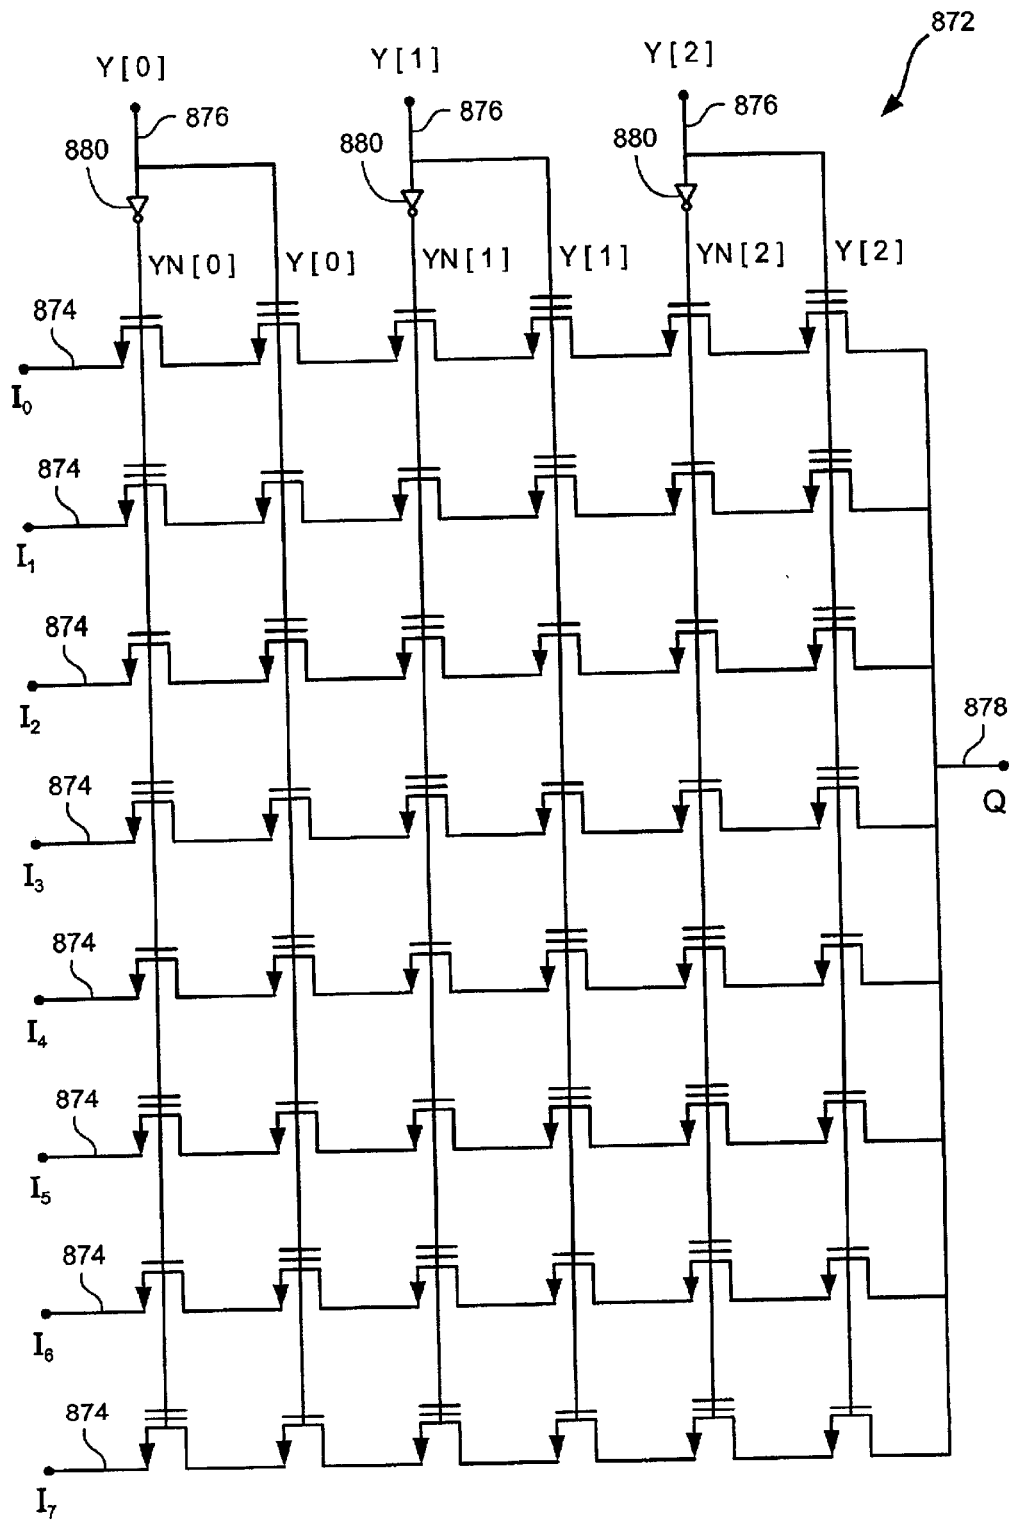 872
Y[0] Y[1] Y[2]
876 876 876
880 880 880
YN[0] Y[0] YN[1] Y[1] YN[2] Y[2]
874
I₀
874
I₁
874
I₂
878
Q
874
I₃
874
I₄
874
I₅
874
I₆
874
I₇